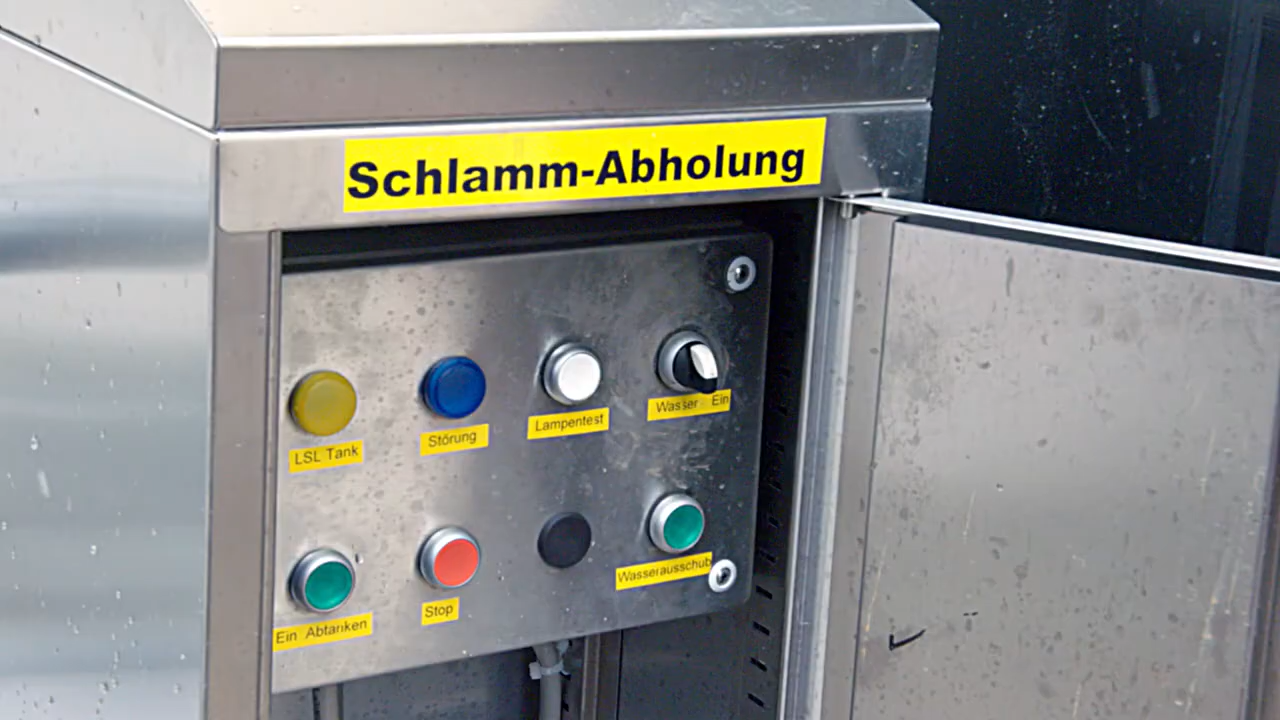 Schlamm-Abholung
LSL Tank
Störung
Lampentest
Wasser Ein
Ein Abtanken
Stop
Wasserausschub